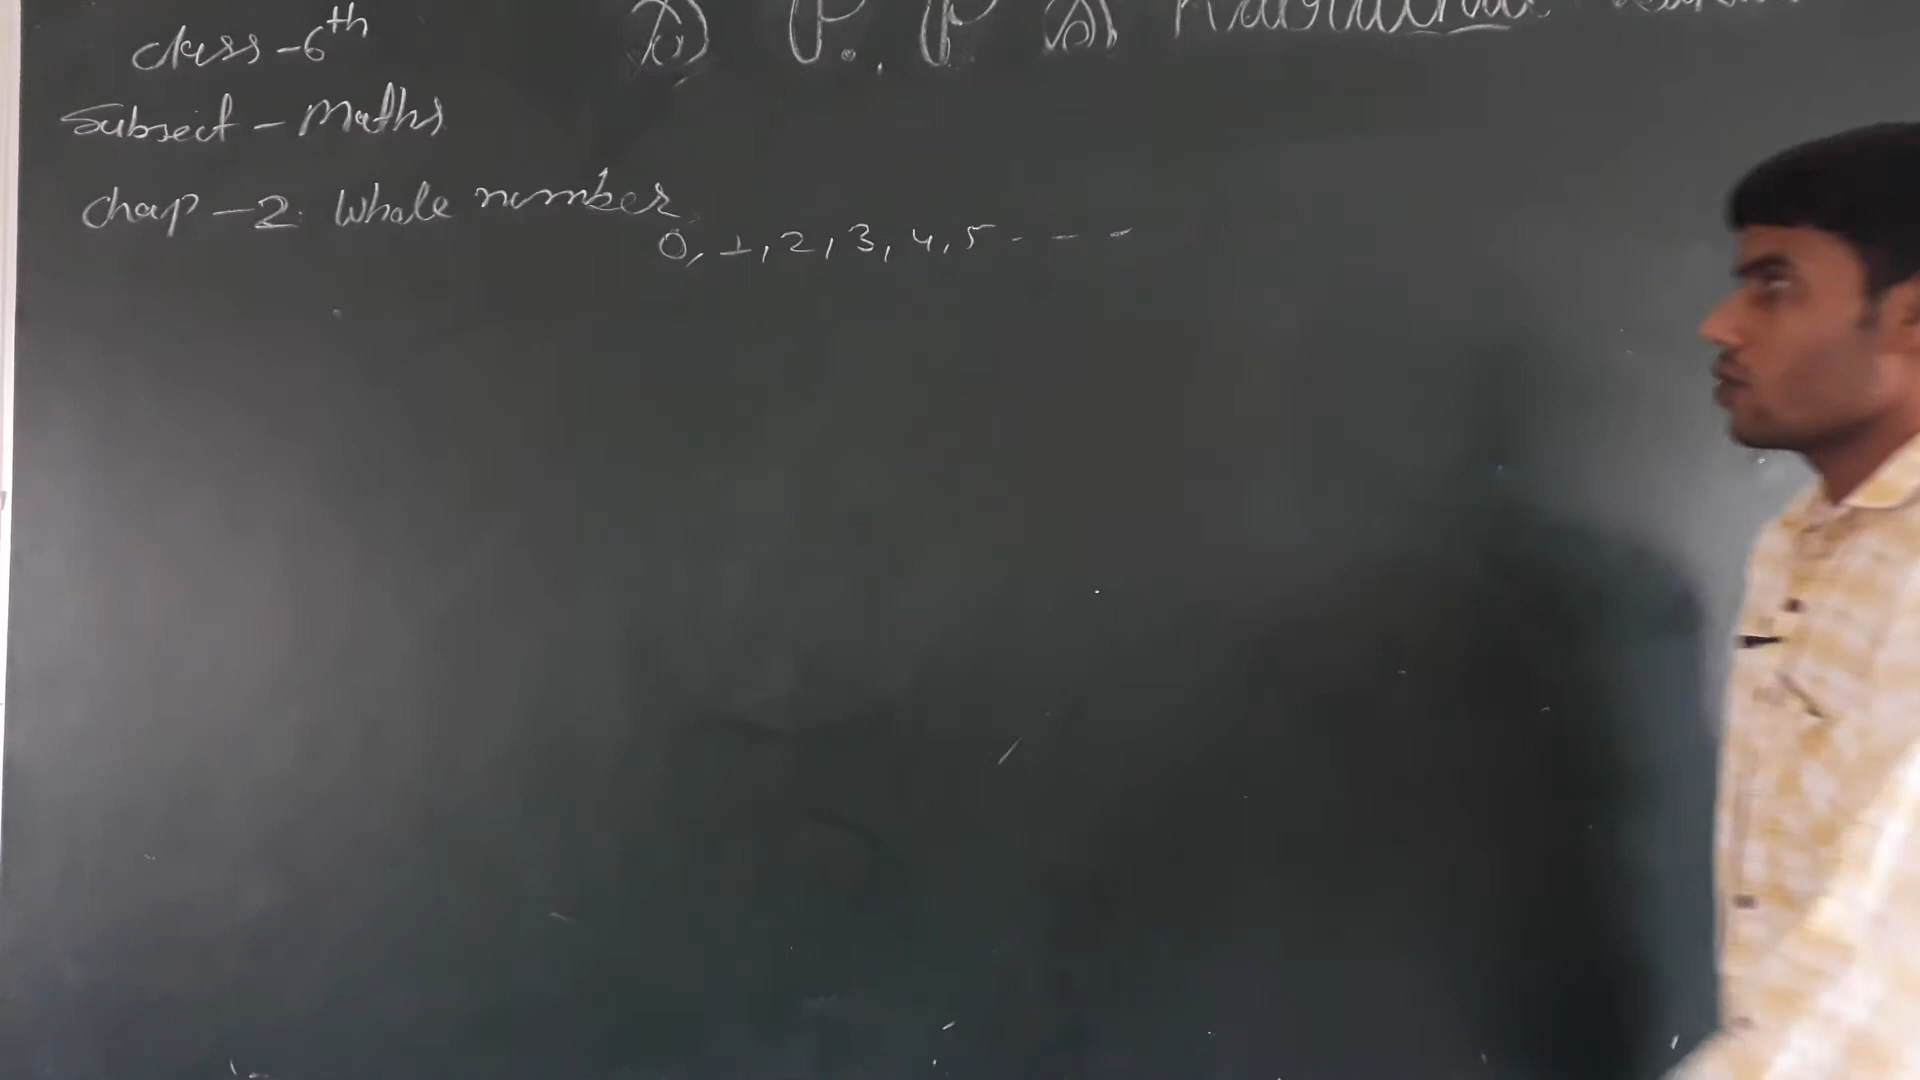 Class - 6th
Subject - Maths
Chap - 2. Whole number
0, 1, 2, 3, 4, 5 - - -